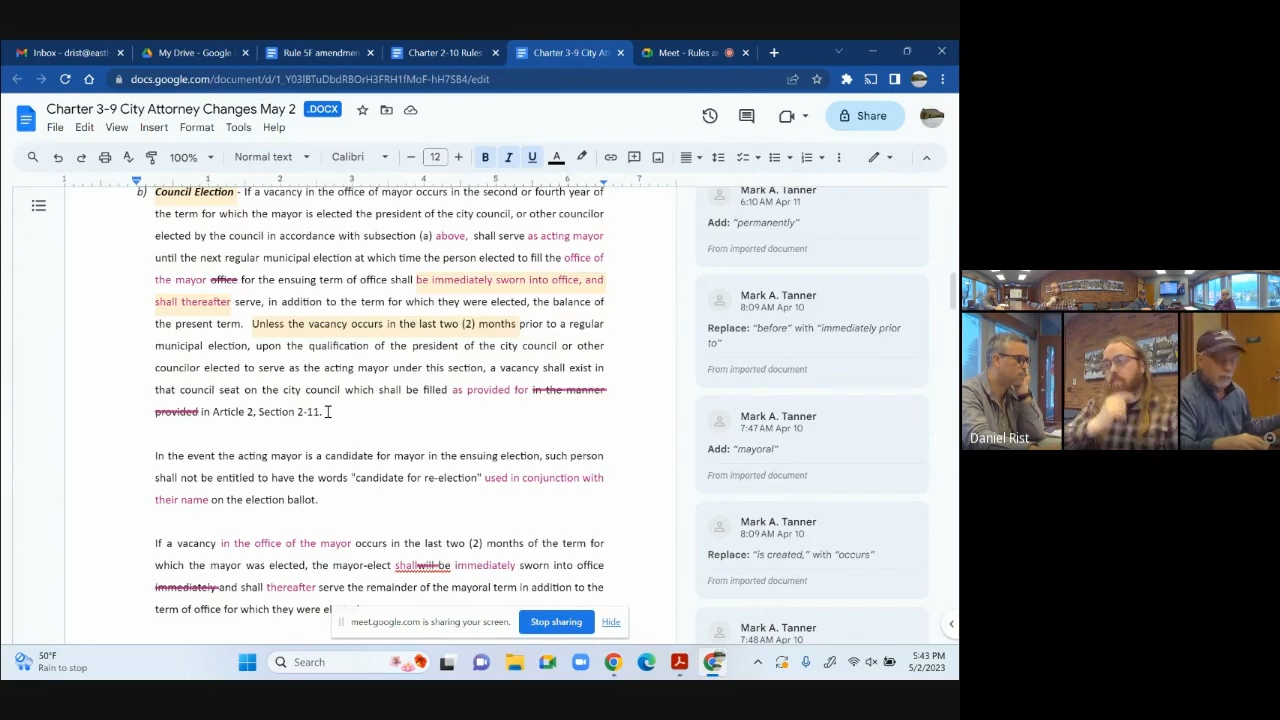 Inbox - drist@east
My Drive - Google
Rule 5F amendmen
Charter 2-10 Rules
Charter 3-9 City At
Meet - Rules a
docs.google.com/document/d/1_Y03lBTuDbdRBOrH3FRH1fMoF-hH7SB4/edit
Charter 3-9 City Attorney Changes May 2 .DOCX
Share
File Edit View Insert Format Tools Help
100% Normal text Calibri 12 B I U A
1 1 2 3 4 5 6 7
b) Council Election - If a vacancy in the office of mayor occurs in the second or fourth year of
the term for which the mayor is elected the president of the city council, or other councilor
elected by the council in accordance with subsection (a) above, shall serve as acting mayor
until the next regular municipal election at which time the person elected to fill the office of
the mayor office for the ensuing term of office shall be immediately sworn into office, and
shall thereafter serve, in addition to the term for which they were elected, the balance of
the present term. Unless the vacancy occurs in the last two (2) months prior to a regular
municipal election, upon the qualification of the president of the city council or other
councilor elected to serve as the acting mayor under this section, a vacancy shall exist in
that council seat on the city council which shall be filled as provided for in the manner
provided in Article 2, Section 2-11.
In the event the acting mayor is a candidate for mayor in the ensuing election, such person
shall not be entitled to have the words "candidate for re-election" used in conjunction with
their name on the election ballot.
If a vacancy in the office of the mayor occurs in the last two (2) months of the term for
which the mayor was elected, the mayor-elect shall will be immediately sworn into office
immediately and shall thereafter serve the remainder of the mayoral term in addition to the
term of office for which they were el
Mark A. Tanner
6:10 AM Apr 11
Add: "permanently"
From imported document
Mark A. Tanner
8:09 AM Apr 10
Replace: "before" with "immediately prior
to"
From imported document
Mark A. Tanner
7:47 AM Apr 10
Add: "mayoral"
From imported document
Mark A. Tanner
8:09 AM Apr 10
Replace: "is created," with "occurs"
From imported document
Mark A. Tanner
7:48 AM Apr 10
meet.google.com is sharing your screen.
Stop sharing
Hide
Daniel Rist
50°F
Rain to stop
Search
5:43 PM
5/2/2023